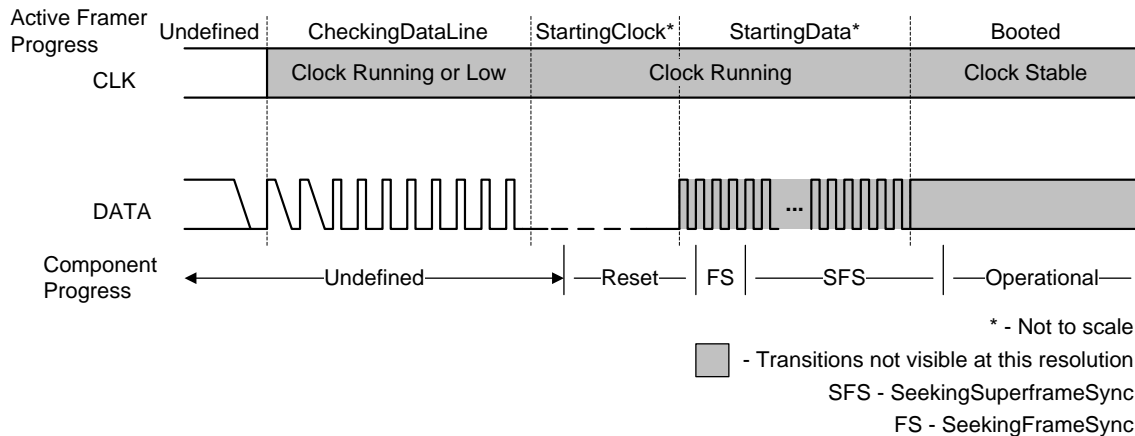 Active Framer
Progress
Undefined
CheckingDataLine
StartingClock*
StartingData*
Booted
CLK
Clock Running or Low
Clock Running
Clock Stable
DATA
...
Component
Progress
Undefined
Reset
FS
SFS
Operational
* - Not to scale
- Transitions not visible at this resolution
SFS - SeekingSuperframeSync
FS - SeekingFrameSync